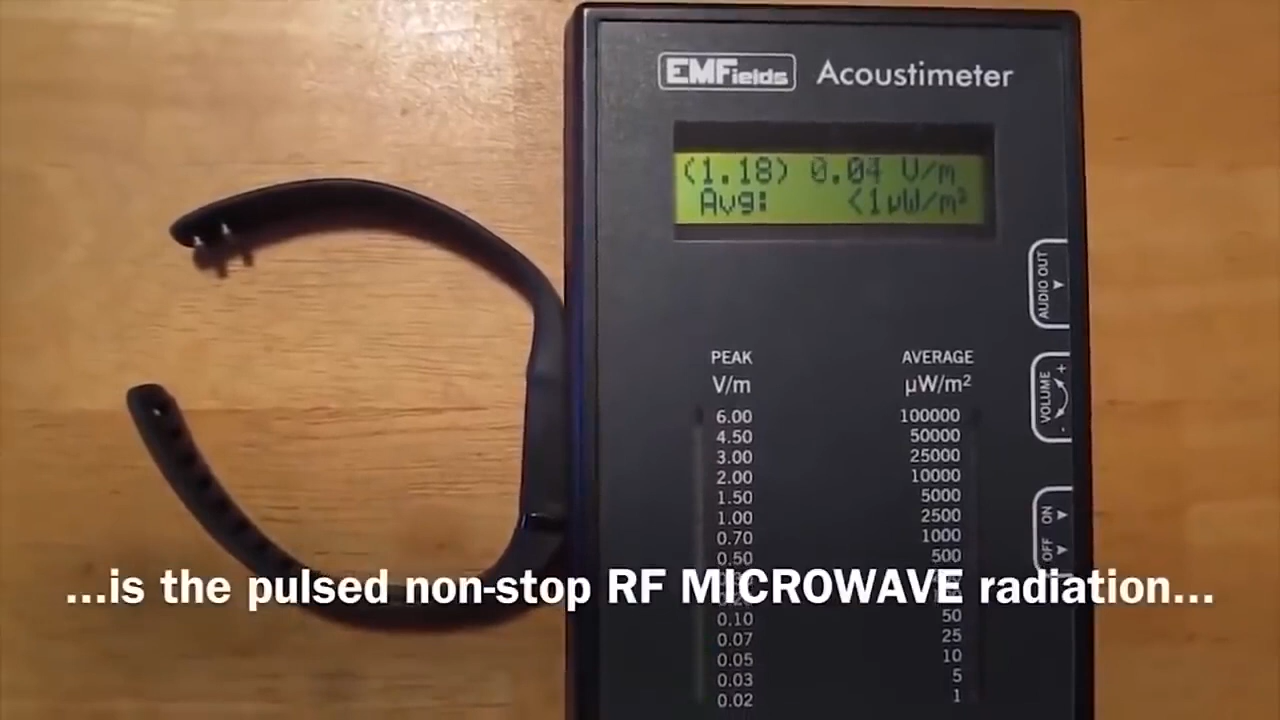 EMFields Acoustimeter
(1.18) 0.04 V/m
Avg: <1µW/m²
AUDIO OUT
VOLUME
+
-
ON
OFF
PEAK AVERAGE
V/m µW/m²
6.00 100000
4.50 50000
3.00 25000
2.00 10000
1.50 5000
1.00 2500
0.70 1000
0.50 500
...is the pulsed non-stop RF MICROWAVE radiation...
0.10 50
0.07 25
0.05 10
0.03 5
0.02 1